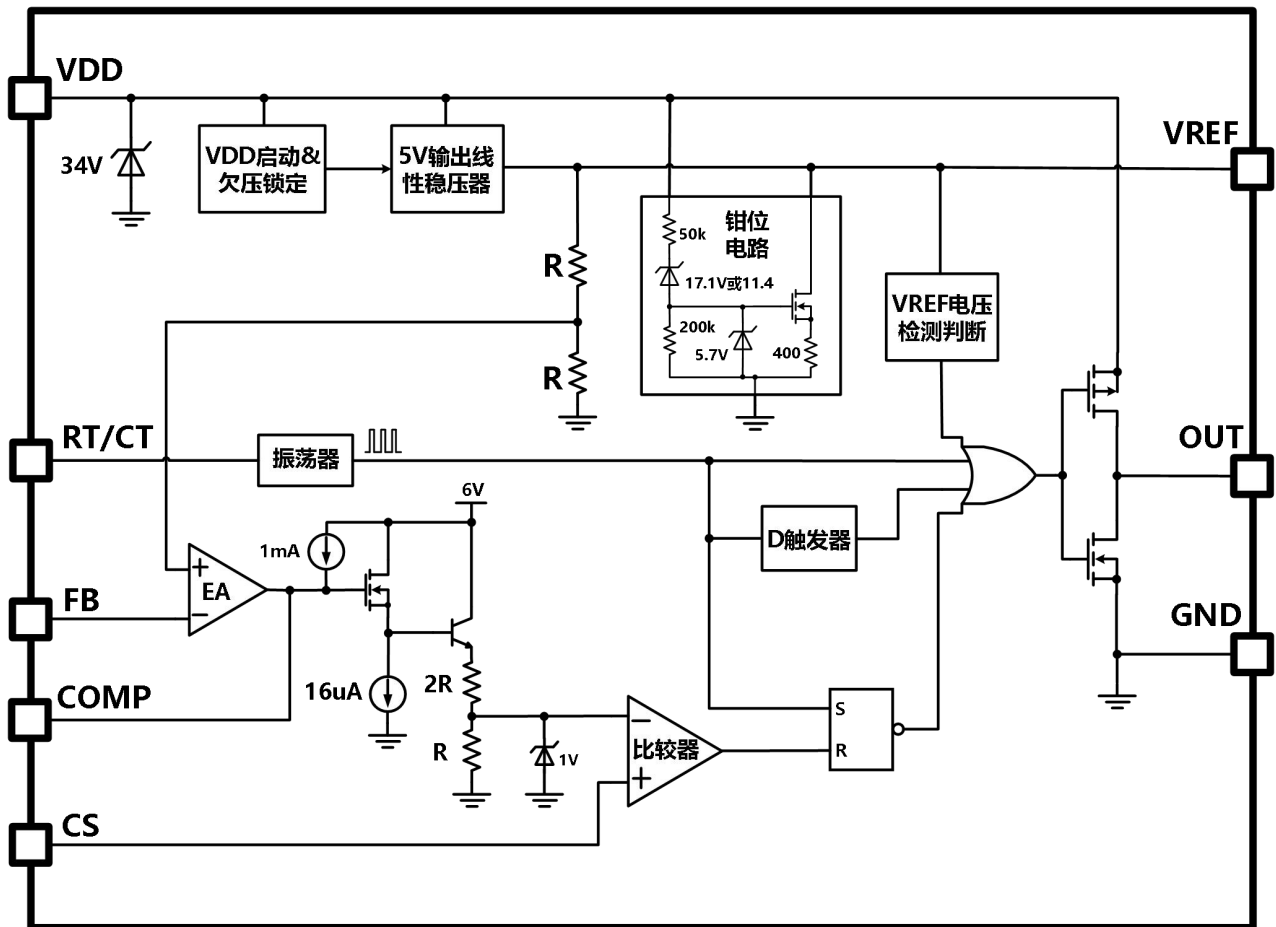 VDD
VREF
34V
VDD启动&
欠压锁定
5V输出线
性稳压器
钳位
电路
50k
17.1V或11.4
200k
5.7V
400
R
R
VREF电压
检测判断
RT/CT
振荡器
OUT
6V
1mA
D触发器
+
EA
−
FB
GND
COMP
16uA
2R
R
1V
−
比较器
+
S
R
CS